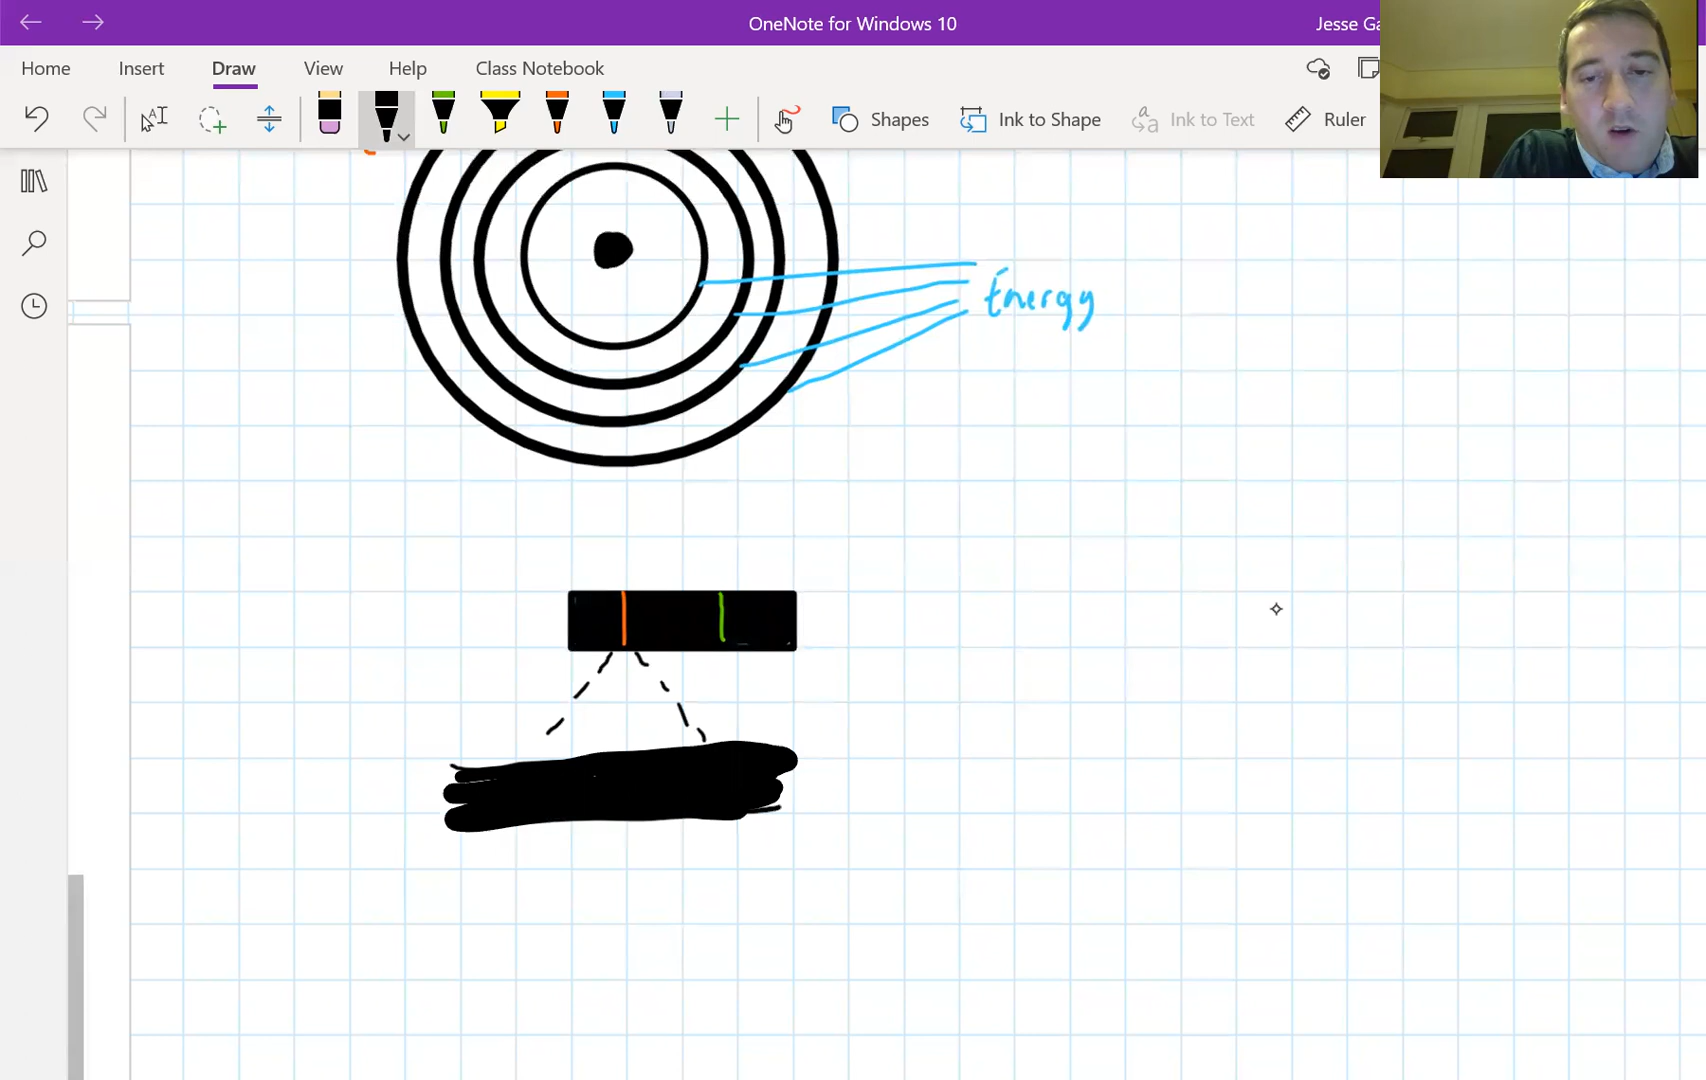 OneNote for Windows 10
Jesse Ga
Home Insert Draw View Help Class Notebook
Shapes Ink to Shape Ink to Text Ruler
Energy